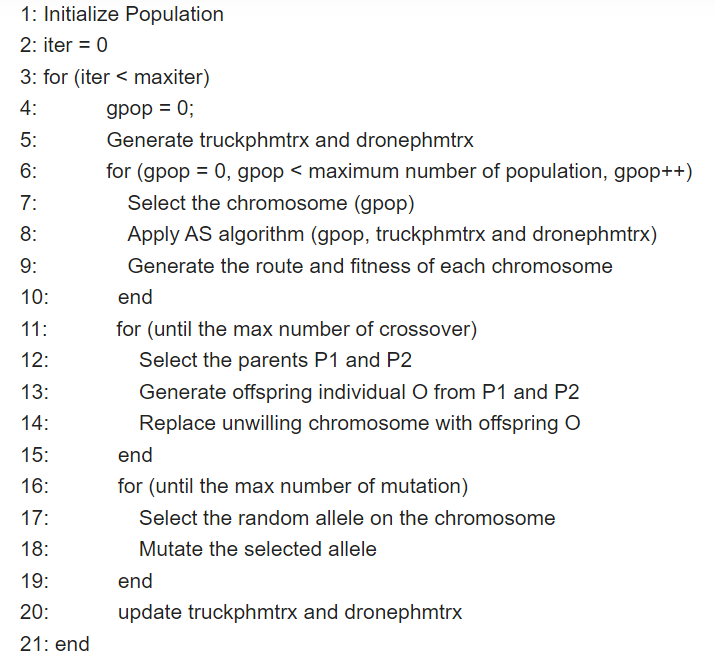 1: Initialize Population
2: iter = 0
3: for (iter < maxiter)
4: gpop = 0;
5: Generate truckphmtrx and dronephmtrx
6: for (gpop = 0, gpop < maximum number of population, gpop++)
7: Select the chromosome (gpop)
8: Apply AS algorithm (gpop, truckphmtrx and dronephmtrx)
9: Generate the route and fitness of each chromosome
10: end
11: for (until the max number of crossover)
12: Select the parents P1 and P2
13: Generate offspring individual O from P1 and P2
14: Replace unwilling chromosome with offspring O
15: end
16: for (until the max number of mutation)
17: Select the random allele on the chromosome
18: Mutate the selected allele
19: end
20: update truckphmtrx and dronephmtrx
21: end